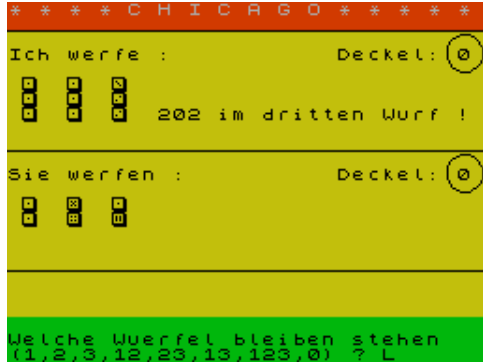 * * * * C H I C A G O * * * * *
Ich werfe : Deckel: 0
202 im dritten Wurf !
Sie werfen : Deckel: 0
Welche Wuerfel bleiben stehen
(1,2,3,12,23,13,123,0) ? L